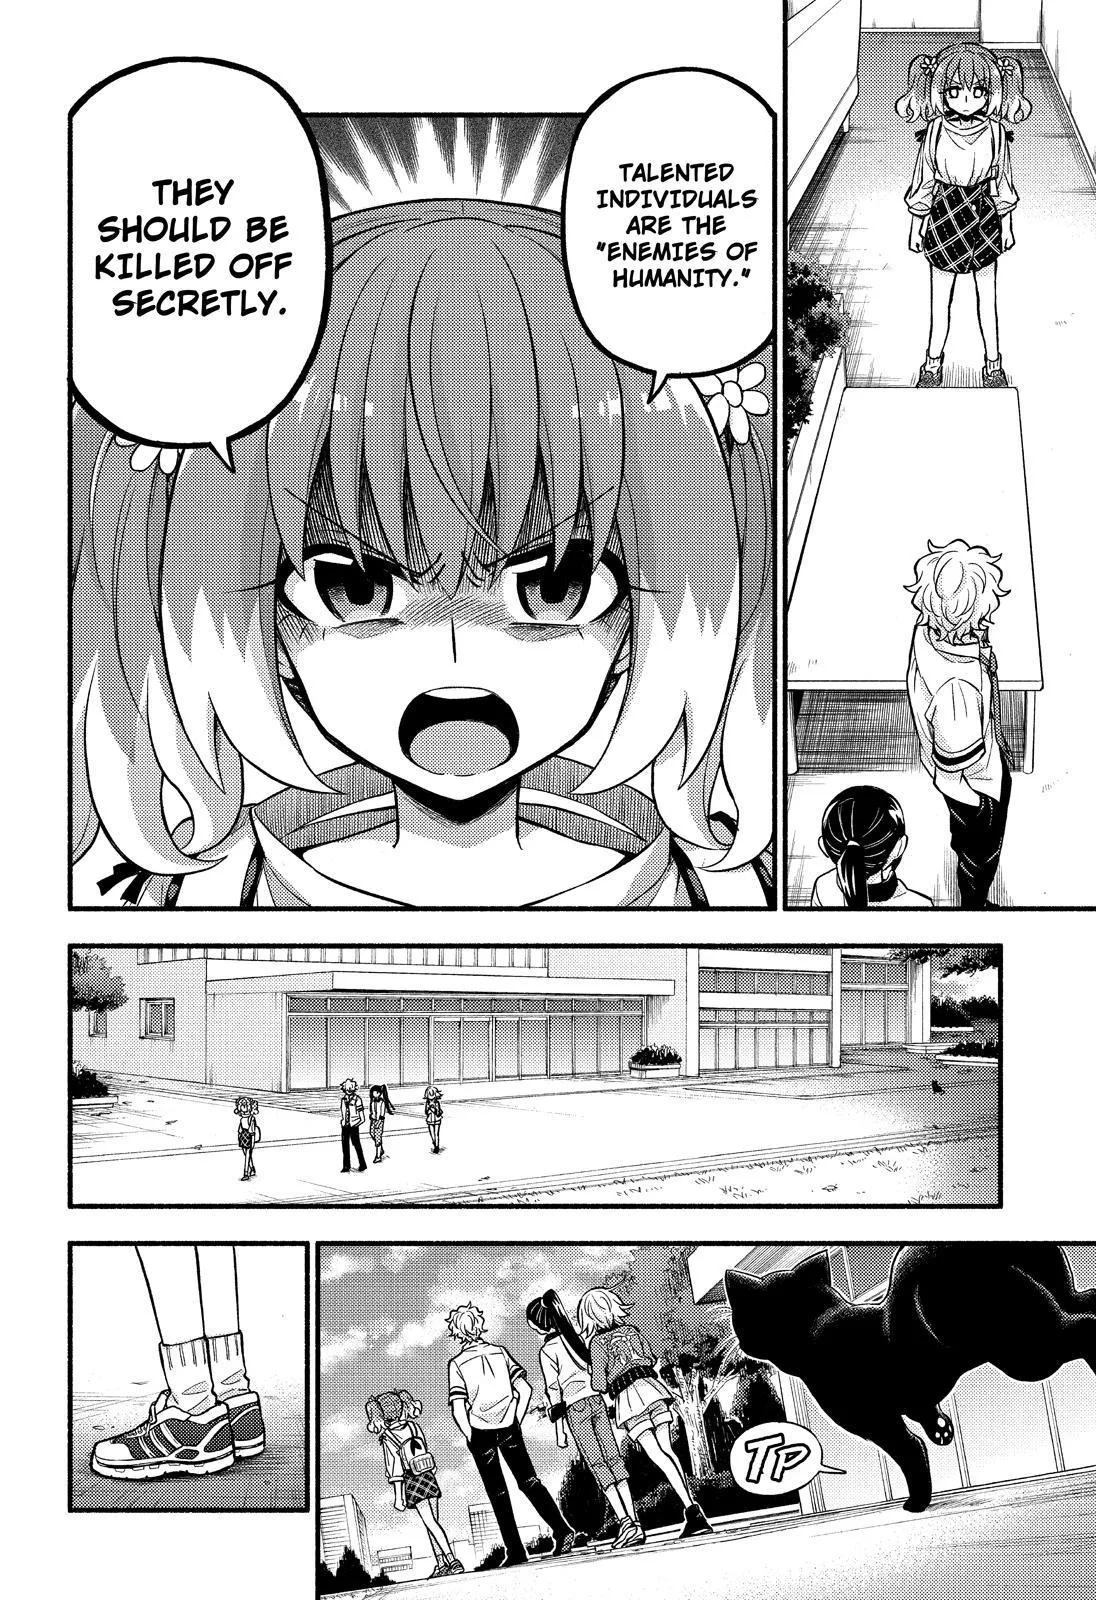 TALENTED
INDIVIDUALS
ARE THE
"ENEMIES OF
HUMANITY."
THEY
SHOULD BE
KILLED OFF
SECRETLY.
TP